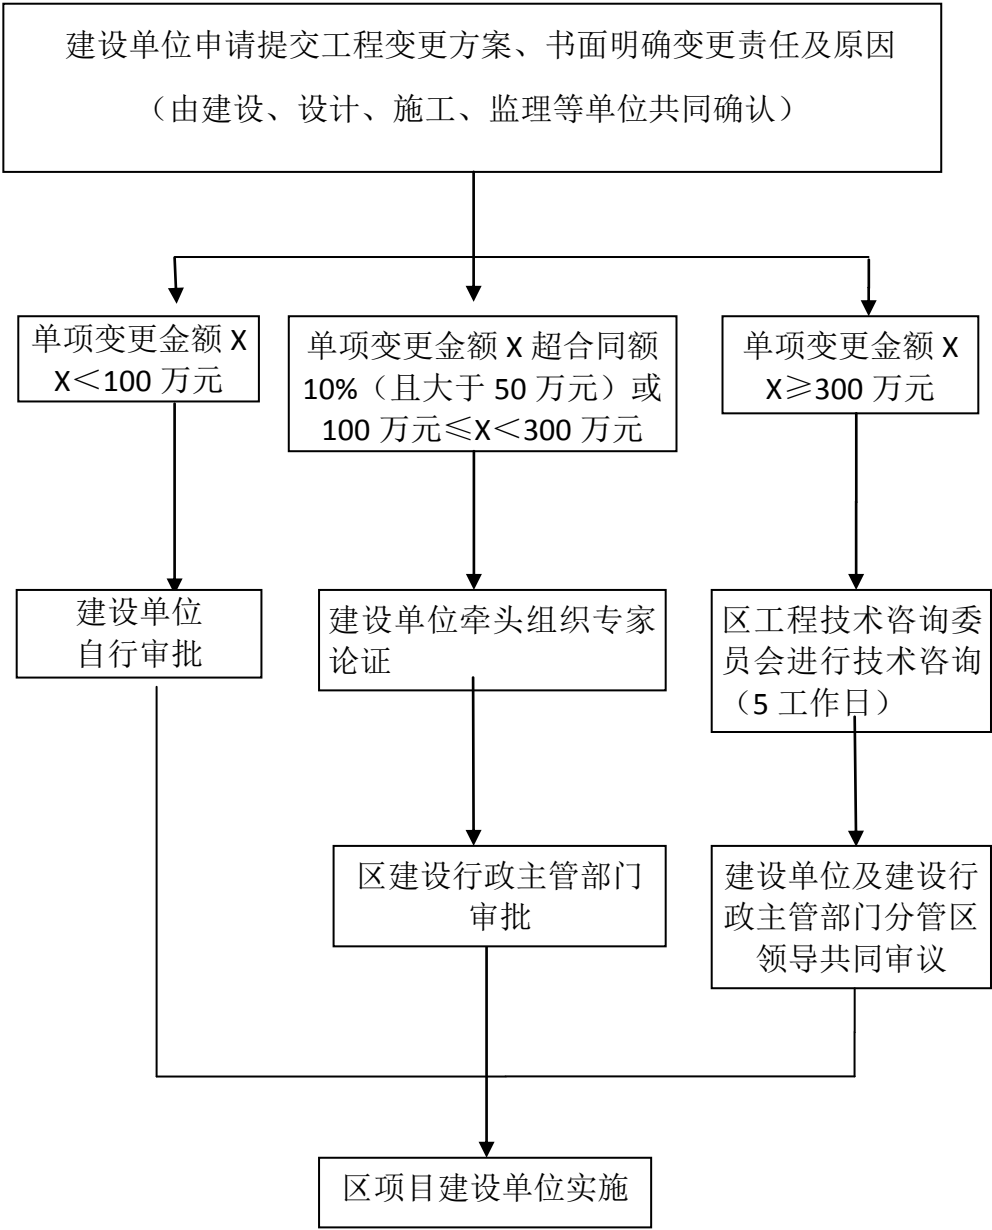 建设单位申请提交工程变更方案、书面明确变更责任及原因
（由建设、设计、施工、监理等单位共同确认）
单项变更金额 X
X＜100 万元
单项变更金额 X 超合同额
10%（且大于 50 万元）或
100 万元≤X＜300 万元
单项变更金额 X
X≥300 万元
建设单位
自行审批
建设单位牵头组织专家
论证
区工程技术咨询委
员会进行技术咨询
（5 工作日）
区建设行政主管部门
审批
建设单位及建设行
政主管部门分管区
领导共同审议
区项目建设单位实施